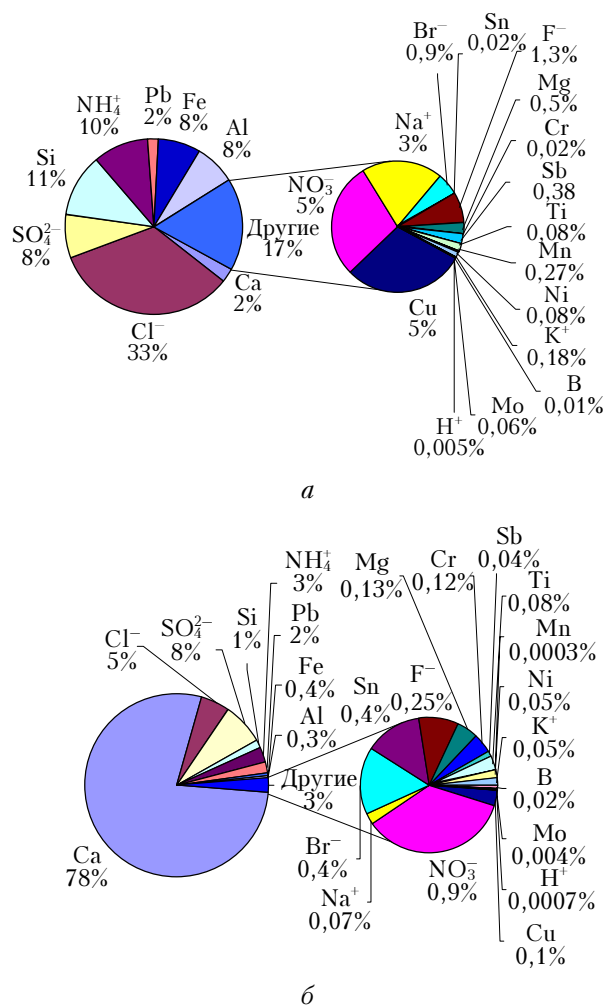 Sn
0,02%
Br⁻
0,9%
F⁻
1,3%
Mg
0,5%
Cr
0,02%
Sb
0,38
Ti
0,08%
Mn
0,27%
Ni
0,08%
K⁺
0,18%
B
0,01%
Mo
0,06%
H⁺
0,005%
Cu
5%
NO₃⁻
5%
Na⁺
3%
Pb
2%
Fe
8%
Al
8%
Другие
17%
Ca
2%
Cl⁻
33%
SO₄²⁻
8%
Si
11%
NH₄⁺
10%
а
NH₄⁺
3%
Pb
2%
Fe
0,4%
Al
0,3%
Другие
3%
Si
1%
SO₄²⁻
8%
Cl⁻
5%
Ca
78%
Mg
0,13%
Cr
0,12%
Sb
0,04%
Ti
0,08%
Mn
0,0003%
Ni
0,05%
K⁺
0,05%
B
0,02%
Mo
0,004%
H⁺
0,0007%
Cu
0,1%
NO₃⁻
0,9%
Na⁺
0,07%
Br⁻
0,4%
Sn
0,4%
F⁻
0,25%
б